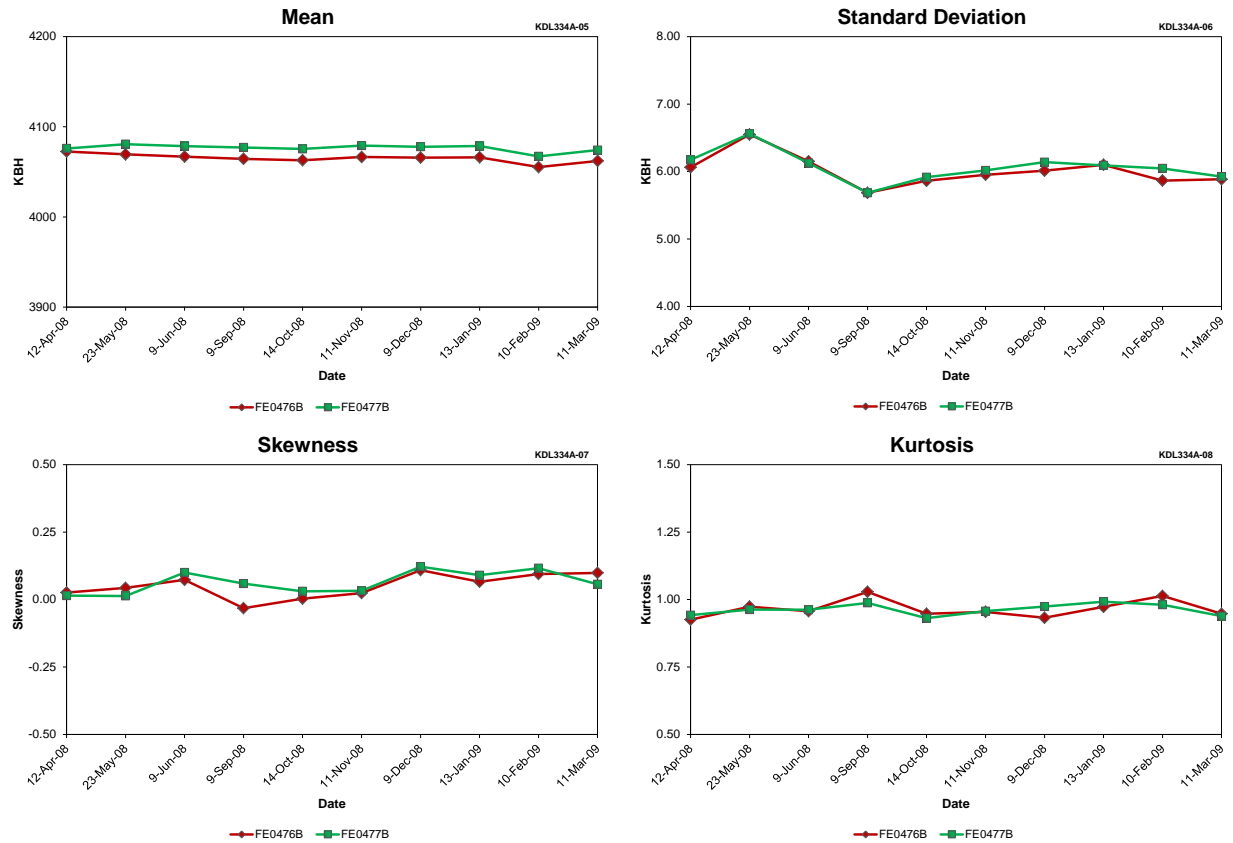 Mean
KDL334A-05
4200
4100
4000
3900
KBH
12-Apr-08
23-May-08
9-Jun-08
9-Sep-08
14-Oct-08
11-Nov-08
9-Dec-08
13-Jan-09
10-Feb-09
11-Mar-09
Date
FE0476B FE0477B
Standard Deviation
KDL334A-06
8.00
7.00
6.00
5.00
4.00
KBH
12-Apr-08
23-May-08
9-Jun-08
9-Sep-08
14-Oct-08
11-Nov-08
9-Dec-08
13-Jan-09
10-Feb-09
11-Mar-09
Date
FE0476B FE0477B
Skewness
KDL334A-07
0.50
0.25
0.00
-0.25
-0.50
Skewness
12-Apr-08
23-May-08
9-Jun-08
9-Sep-08
14-Oct-08
11-Nov-08
9-Dec-08
13-Jan-09
10-Feb-09
11-Mar-09
Date
FE0476B FE0477B
Kurtosis
KDL334A-08
1.50
1.25
1.00
0.75
0.50
Kurtosis
12-Apr-08
23-May-08
9-Jun-08
9-Sep-08
14-Oct-08
11-Nov-08
9-Dec-08
13-Jan-09
10-Feb-09
11-Mar-09
Date
FE0476B FE0477B